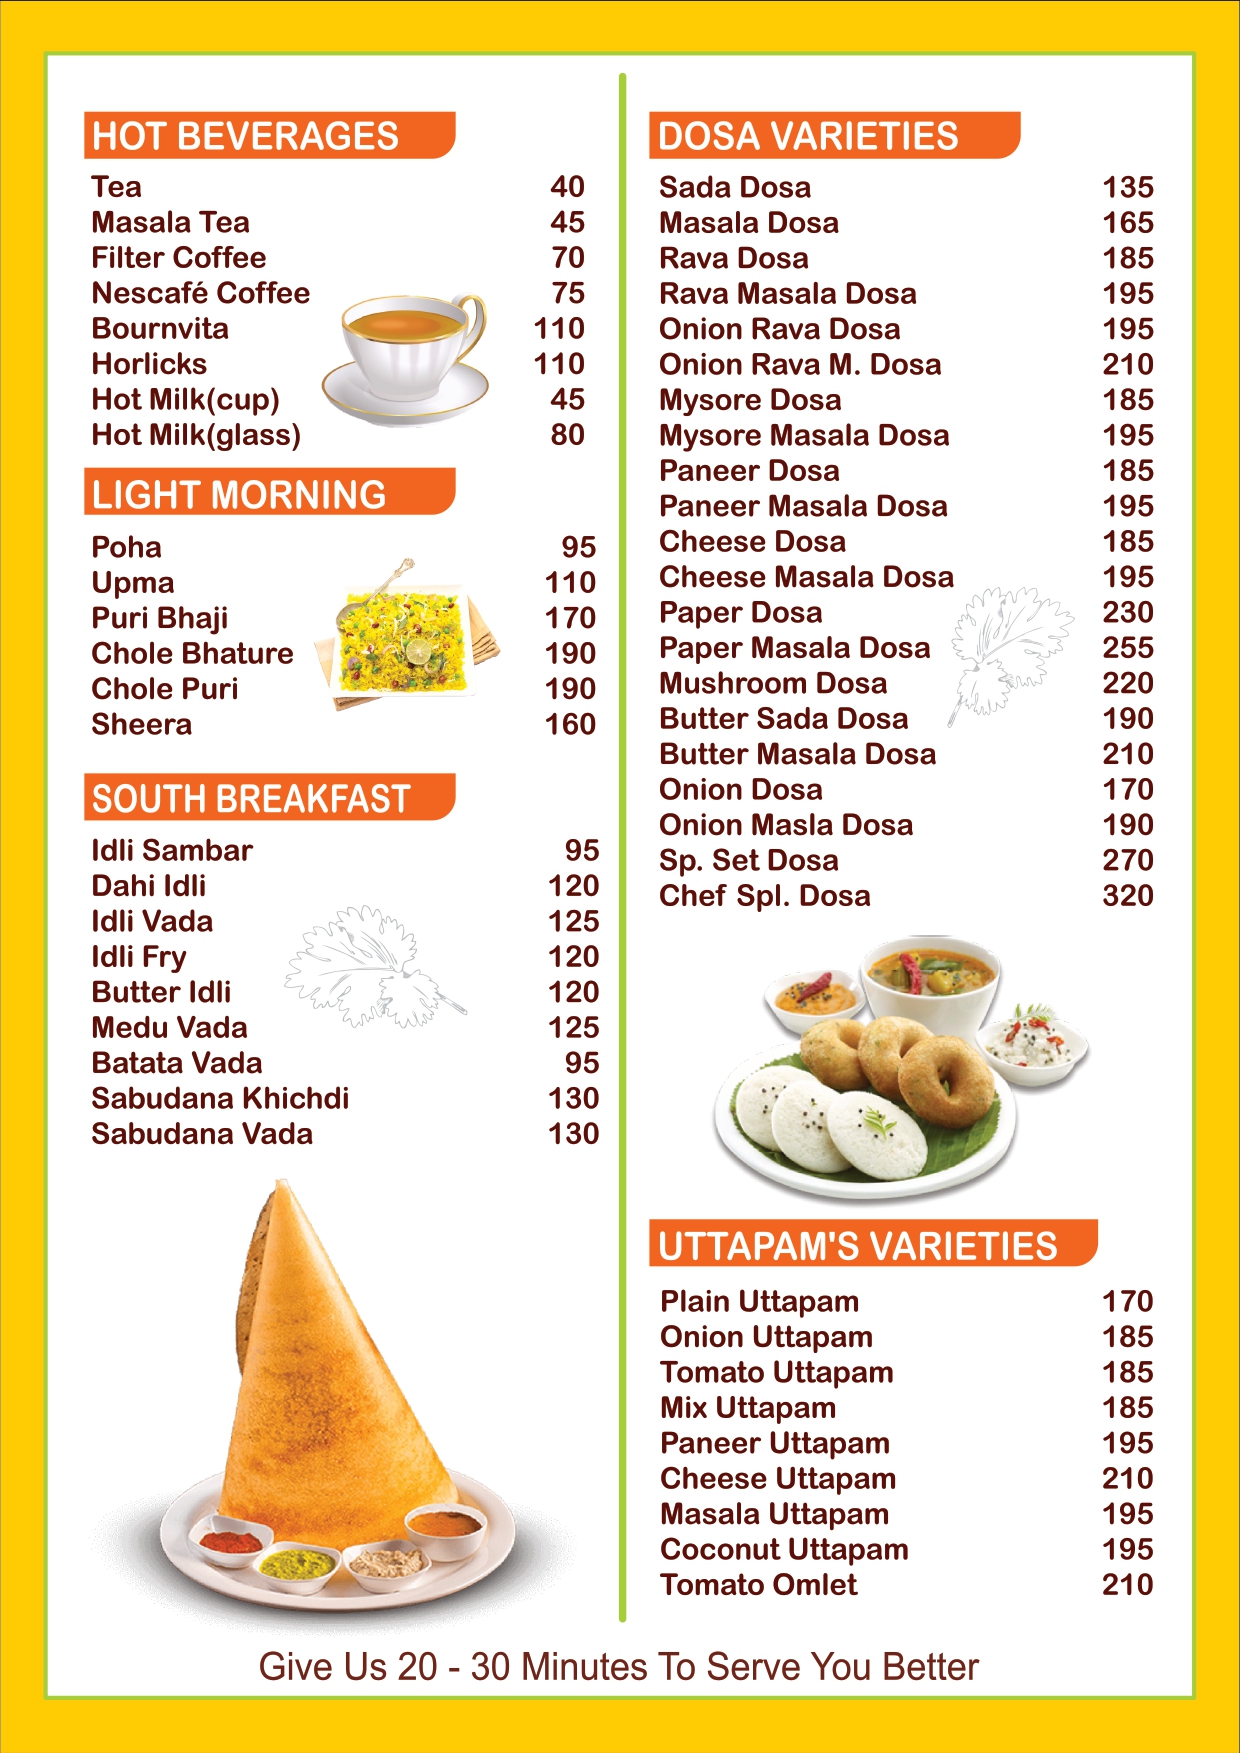 HOT BEVERAGES
Tea 40
Masala Tea 45
Filter Coffee 70
Nescafé Coffee 75
Bournvita 110
Horlicks 110
Hot Milk(cup) 45
Hot Milk(glass) 80
LIGHT MORNING
Poha 95
Upma 110
Puri Bhaji 170
Chole Bhature 190
Chole Puri 190
Sheera 160
SOUTH BREAKFAST
Idli Sambar 95
Dahi Idli 120
Idli Vada 125
Idli Fry 120
Butter Idli 120
Medu Vada 125
Batata Vada 95
Sabudana Khichdi 130
Sabudana Vada 130
DOSA VARIETIES
Sada Dosa 135
Masala Dosa 165
Rava Dosa 185
Rava Masala Dosa 195
Onion Rava Dosa 195
Onion Rava M. Dosa 210
Mysore Dosa 185
Mysore Masala Dosa 195
Paneer Dosa 185
Paneer Masala Dosa 195
Cheese Dosa 185
Cheese Masala Dosa 195
Paper Dosa 230
Paper Masala Dosa 255
Mushroom Dosa 220
Butter Sada Dosa 190
Butter Masala Dosa 210
Onion Dosa 170
Onion Masla Dosa 190
Sp. Set Dosa 270
Chef Spl. Dosa 320
UTTAPAM'S VARIETIES
Plain Uttapam 170
Onion Uttapam 185
Tomato Uttapam 185
Mix Uttapam 185
Paneer Uttapam 195
Cheese Uttapam 210
Masala Uttapam 195
Coconut Uttapam 195
Tomato Omlet 210
Give Us 20 - 30 Minutes To Serve You Better